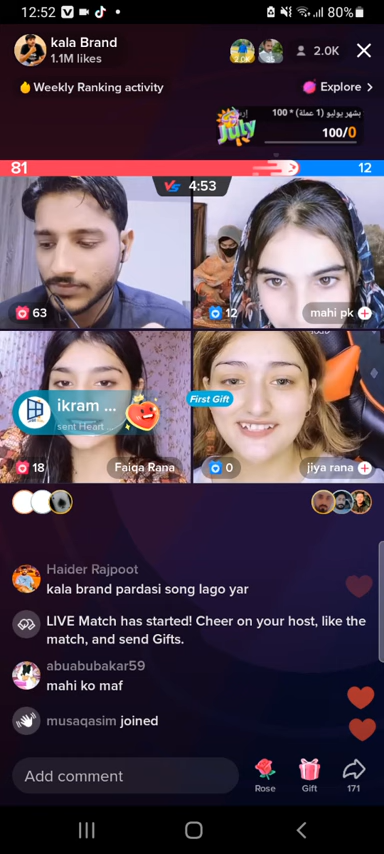 12:52
80%
kala Brand
1.1M likes
2.0K
Weekly Ranking activity
Explore >
بشهر يوليو (1 عملة) * 100
July
100/0
81
12
VS 4:53
63
12
mahi pk
ikram ...
sent Heart
First Gift
18
Faiqa Rana
0
jiya rana
Haider Rajpoot
kala brand pardasi song lago yar
LIVE Match has started! Cheer on your host, like the
match, and send Gifts.
abuabubakar59
mahi ko maf
musaqasim joined
Add comment
Rose
Gift
171